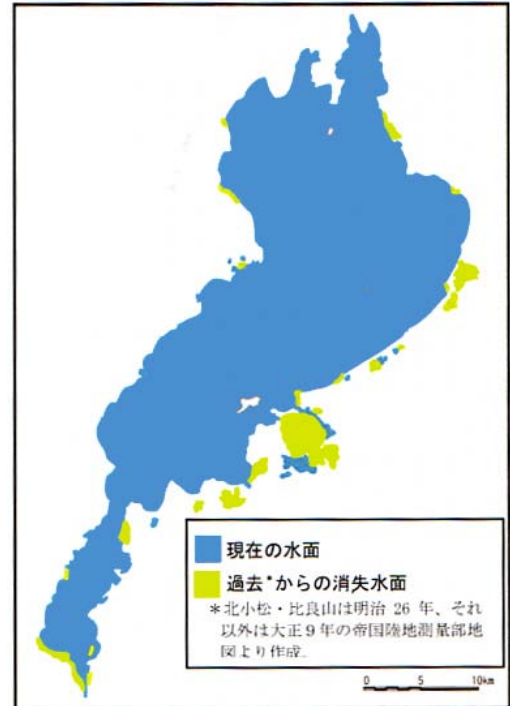 現在の水面
過去*からの消失水面
*北小松・比良山は明治 26 年、それ
以外は大正９年の帝国陸地測量部地
図より作成.
0 5 10km